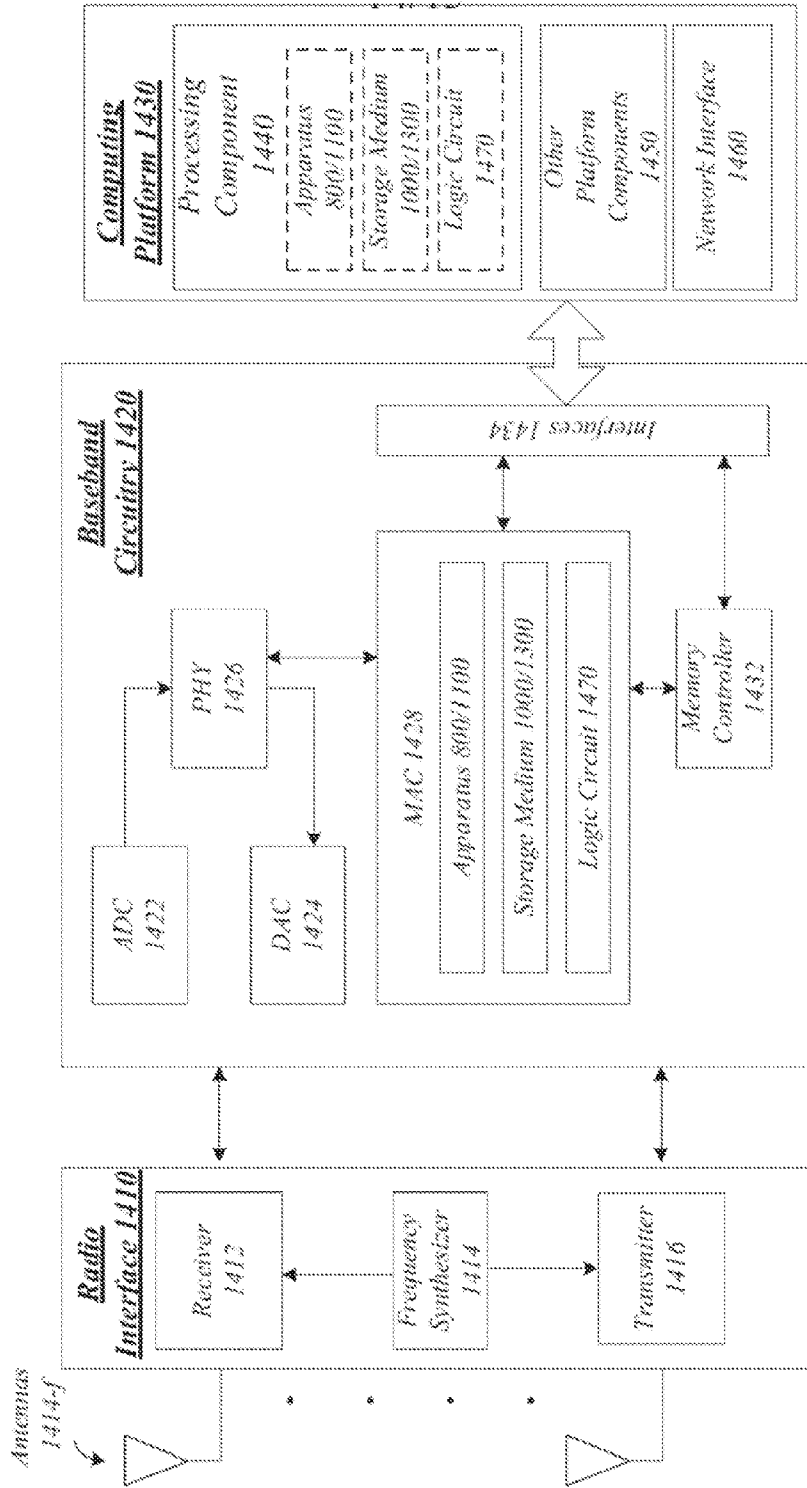 Antennas
1414-f
Radio
Interface 1410
Receiver
1412
Frequency
Synthesizer
1414
Transmitter
1416
Baseband
Circuitry 1420
ADC
1422
DAC
1424
PHY
1426
MAC 1428
Apparatus 800/1100
Storage Medium 1000/1300
Logic Circuit 1470
Memory
Controller
1432
Interfaces 1434
Computing
Platform 1430
Processing
Component
1440
Apparatus
800/1100
Storage Medium
1000/1300
Logic Circuit
1470
Other
Platform
Components
1450
Network Interface
1460